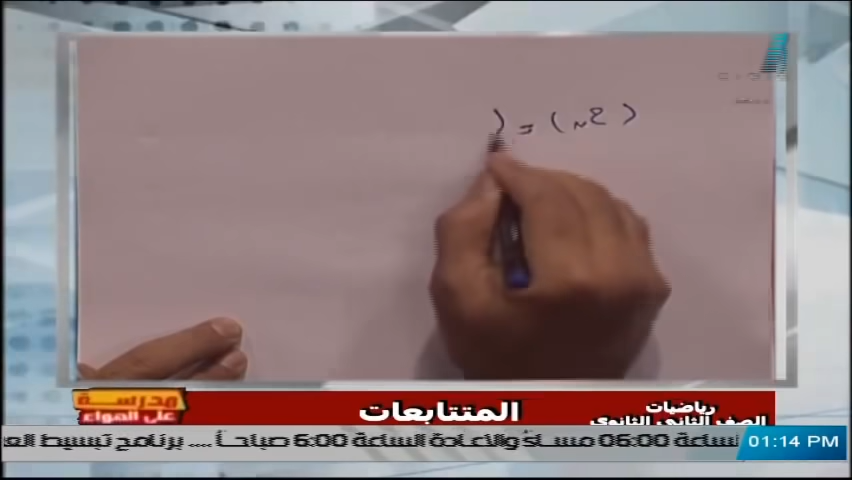 ( ح ن ) = (
المتتابعات
رياضيات
الصف الثاني الثانوي
مدرسة
على الهواء
الساعة 06:00 مساءً والاعادة الساعة 6:00 صباحاً .... برنامج تبسيط
01:14 PM